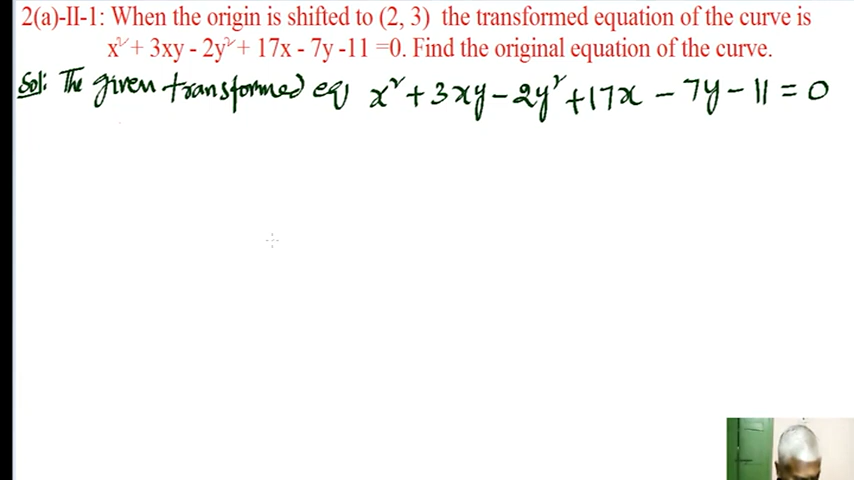 2(a)-II-1: When the origin is shifted to (2, 3) the transformed equation of the curve is
x² + 3xy - 2y² + 17x - 7y -11 =0. Find the original equation of the curve.
Sol: The given transformed eq x² + 3xy - 2y² + 17x - 7y - 11 = 0